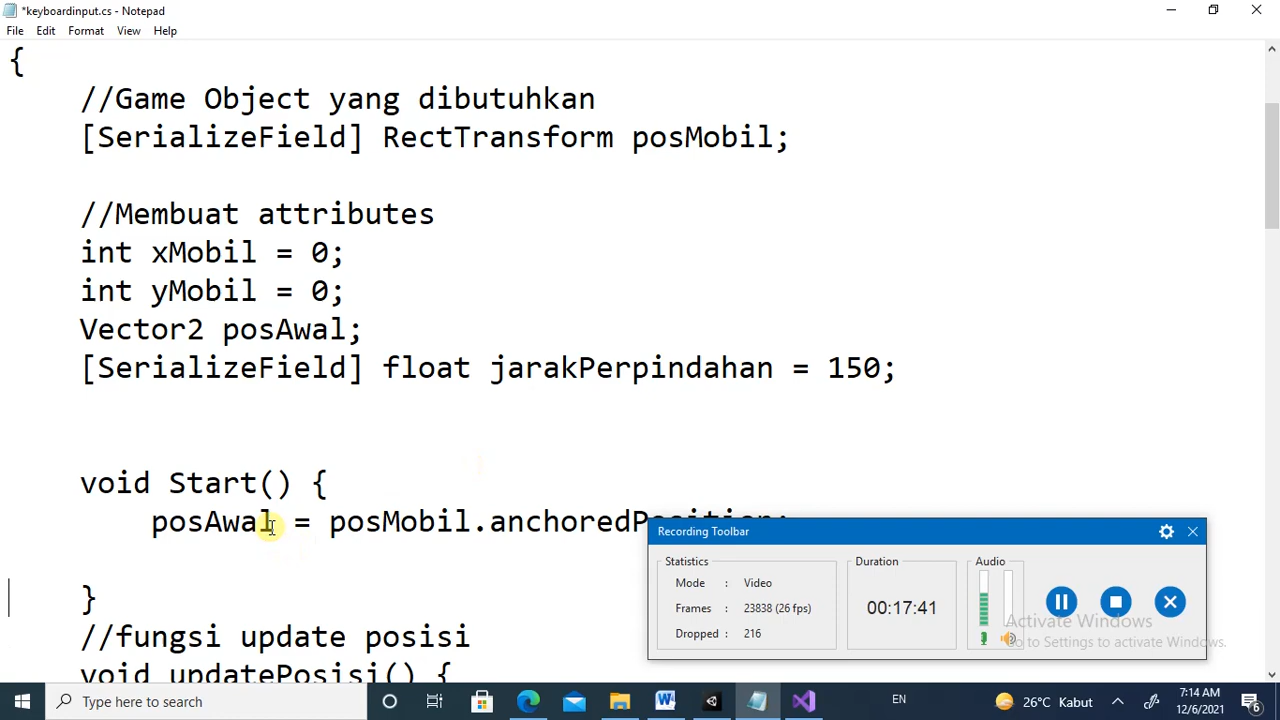 *keyboardinput.cs - Notepad
File Edit Format View Help
{
//Game Object yang dibutuhkan
[SerializeField] RectTransform posMobil;
//Membuat attributes
int xMobil = 0;
int yMobil = 0;
Vector2 posAwal;
[SerializeField] float jarakPerpindahan = 150;
void Start() {
posAwal = posMobil.anchoredPosition;
}
//fungsi update posisi
void updatePosisi() {
Recording Toolbar
Statistics
Mode : Video
Frames : 23838 (26 fps)
Dropped : 216
Duration
00:17:41
Audio
Activate Windows
Go to Settings to activate Windows.
Type here to search
EN
26°C Kabut
7:14 AM
12/6/2021
6